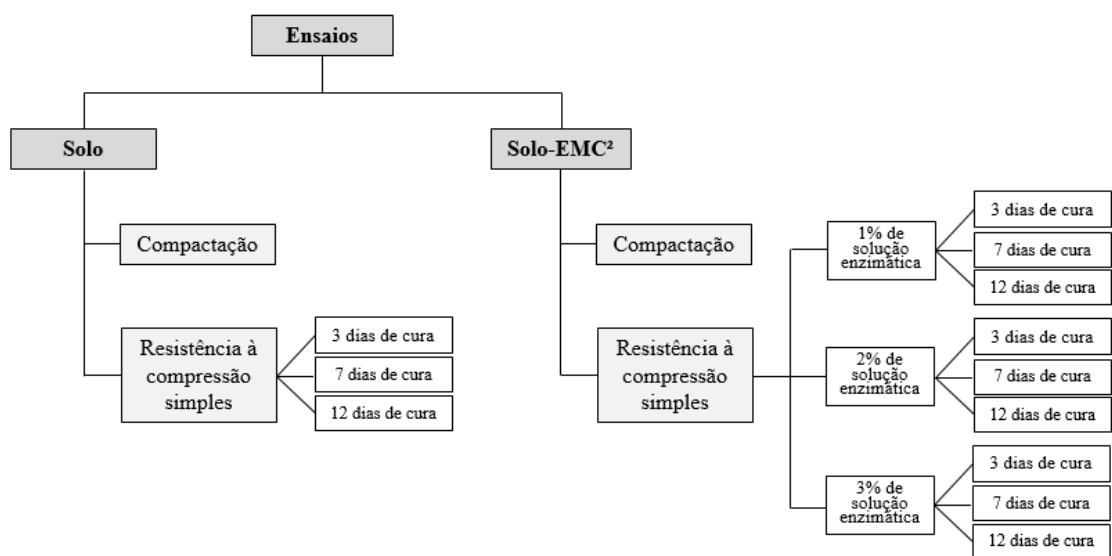 Ensaios
Solo
Solo-EMC²
Compactação
Resistência à
compressão
simples
3 dias de cura
7 dias de cura
12 dias de cura
Compactação
Resistência à
compressão
simples
1% de
solução
enzimática
3 dias de cura
7 dias de cura
12 dias de cura
2% de
solução
enzimática
3 dias de cura
7 dias de cura
12 dias de cura
3% de
solução
enzimática
3 dias de cura
7 dias de cura
12 dias de cura